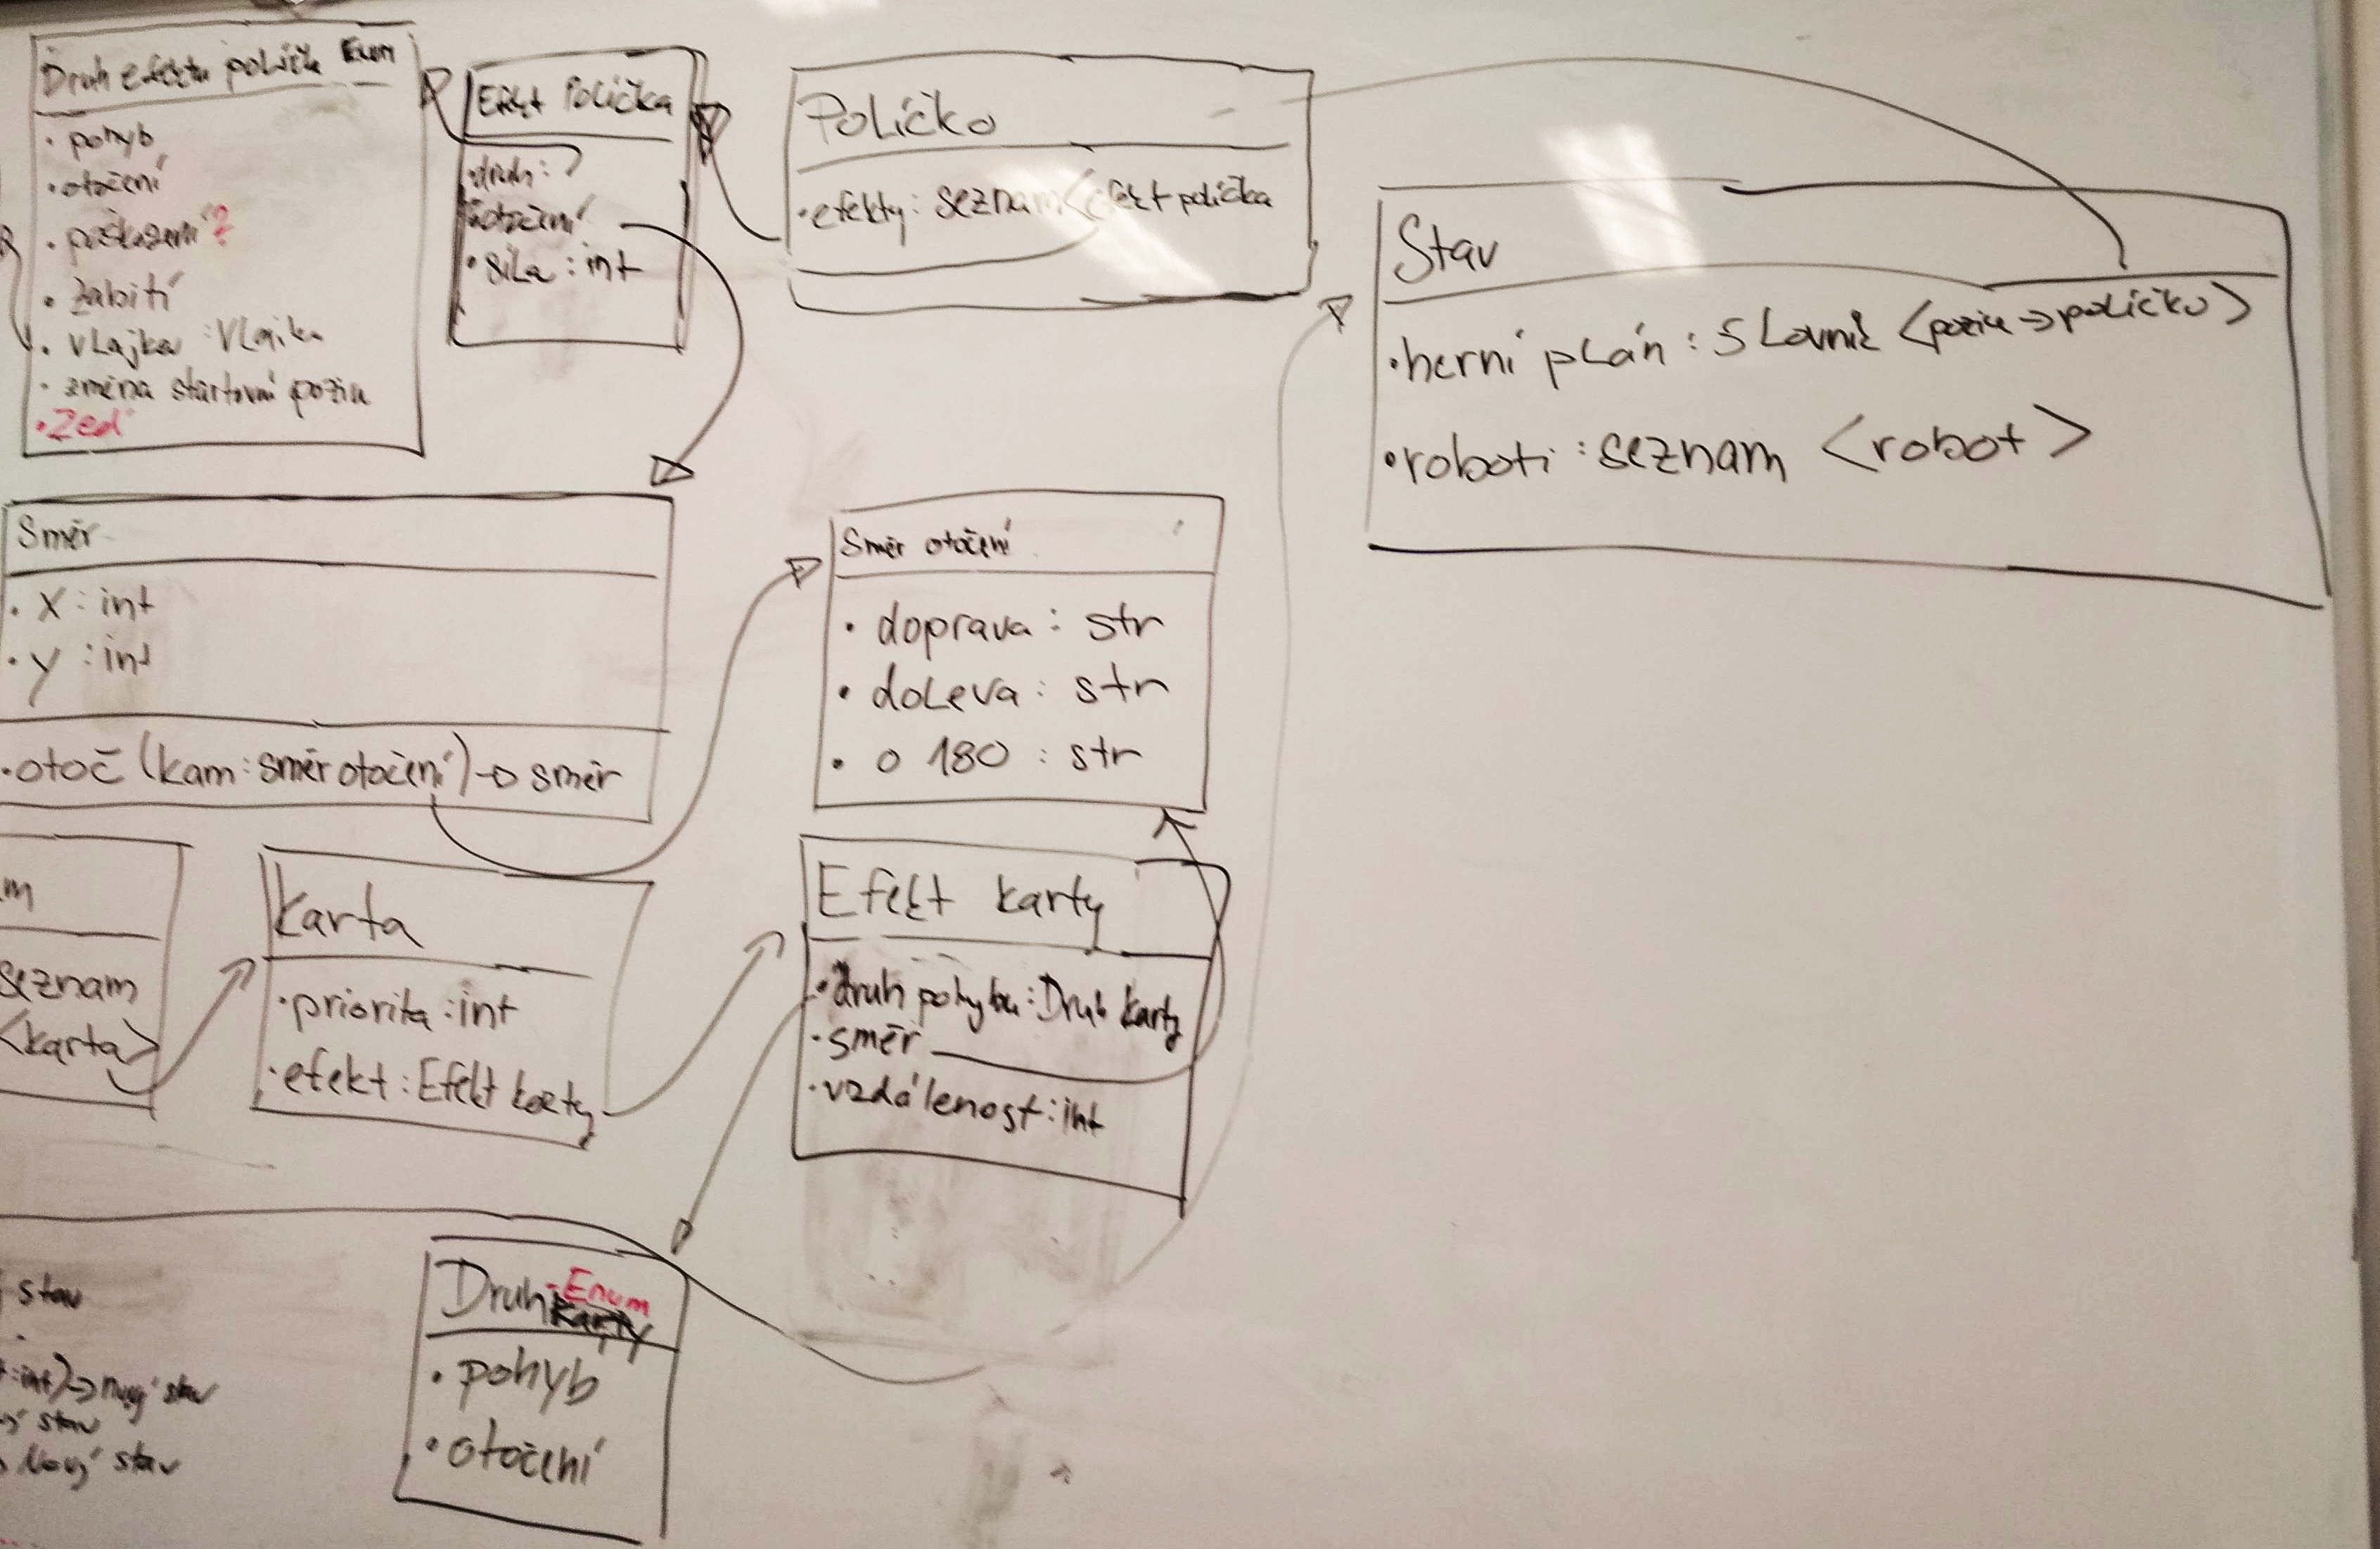 Druh efektu políčk Enum
• pohyb
• otočení
• poškození ?
• zabití
• vlajka : Vlajka
• změna startovní pozice
• Zeď
Efekt Políčka
• druh:
otočení
• síla : int
Políčko
• efekty: seznam <efekt políčka
Stav
• herní plán : slovník <pozice → políčko>
• roboti : seznam <robot>
Směr
• x : int
• y : int
• otoč (kam : směr otočení) → směr
Směr otočení
• doprava : str
• doleva : str
• o 180 : str
seznam
<karta>
Karta
• priorita : int
• efekt : Efekt karty
Efekt karty
• druh pohybu : Druh karty
• směr
• vzdálenost : int
Druh - Enum
• pohyb
• otočení
stav
: int) → nový stav
stav
Nový stav